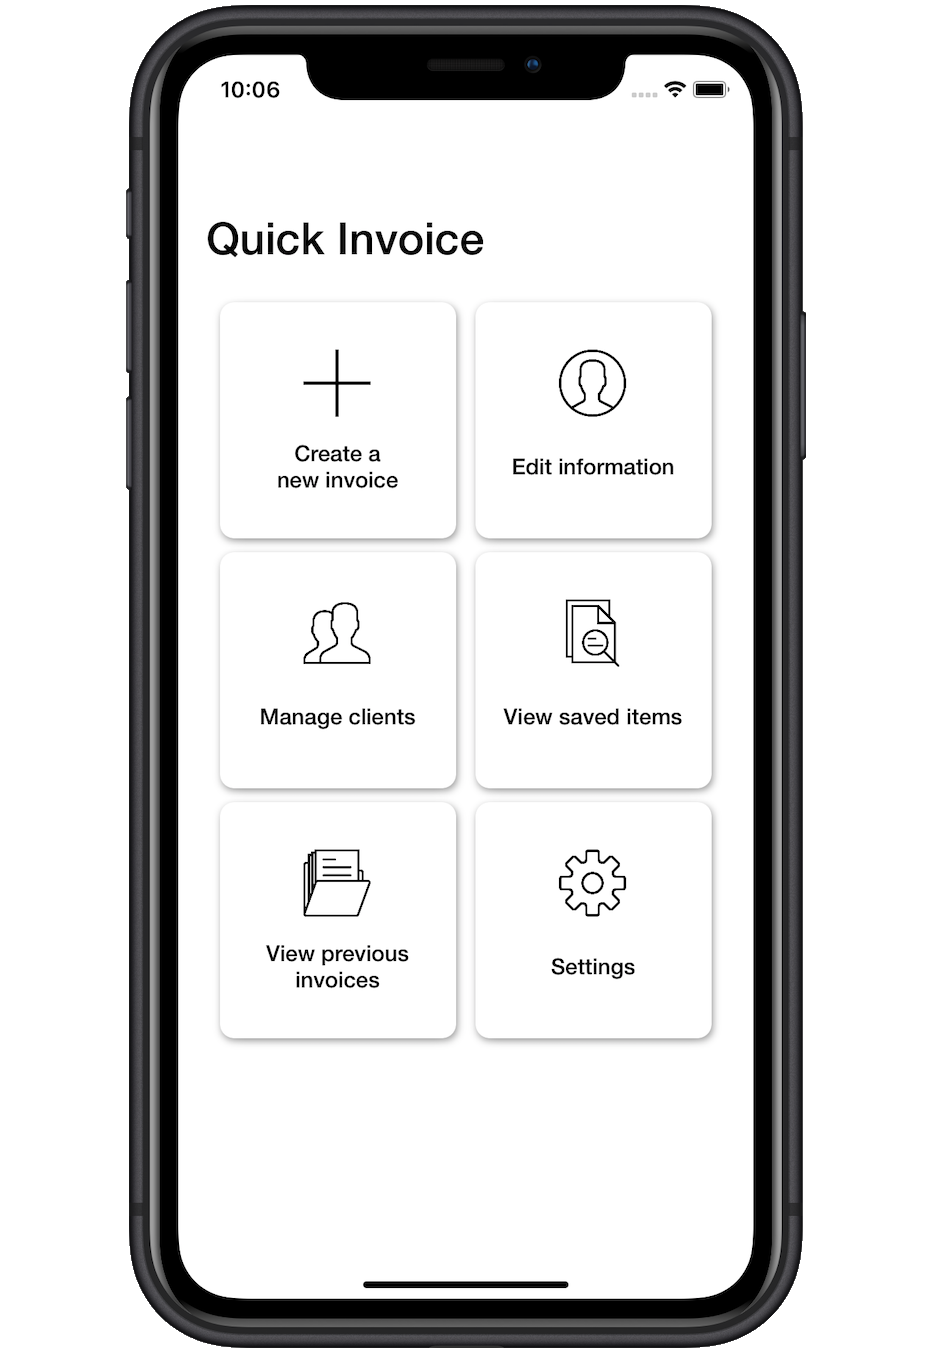 10:06
Quick Invoice
Create a
new invoice
Edit information
Manage clients
View saved items
View previous
invoices
Settings